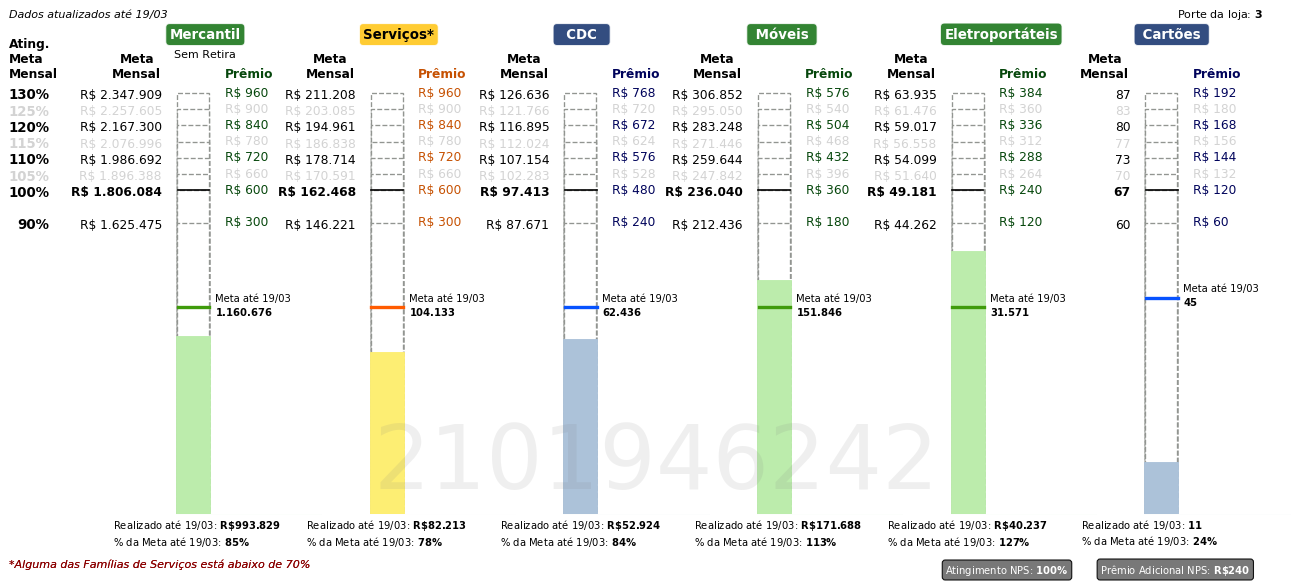 Dados atualizados até 19/03
Porte da loja: 3
Mercantil Serviços* CDC Móveis Eletroportáteis Cartões
Sem Retira
Ating. Meta Mensal
Meta Mensal Prêmio Meta Mensal Prêmio Meta Mensal Prêmio Meta Mensal Prêmio Meta Mensal Prêmio Meta Mensal Prêmio
130% R$ 2.347.909 R$ 960 R$ 211.208 R$ 960 R$ 126.636 R$ 768 R$ 306.852 R$ 576 R$ 63.935 R$ 384 87 R$ 192
125% R$ 2.257.605 R$ 900 R$ 203.085 R$ 900 R$ 121.766 R$ 720 R$ 295.050 R$ 540 R$ 61.476 R$ 360 83 R$ 180
120% R$ 2.167.300 R$ 840 R$ 194.961 R$ 840 R$ 116.895 R$ 672 R$ 283.248 R$ 504 R$ 59.017 R$ 336 80 R$ 168
115% R$ 2.076.996 R$ 780 R$ 186.838 R$ 780 R$ 112.024 R$ 624 R$ 271.446 R$ 468 R$ 56.558 R$ 312 77 R$ 156
110% R$ 1.986.692 R$ 720 R$ 178.714 R$ 720 R$ 107.154 R$ 576 R$ 259.644 R$ 432 R$ 54.099 R$ 288 73 R$ 144
105% R$ 1.896.388 R$ 660 R$ 170.591 R$ 660 R$ 102.283 R$ 528 R$ 247.842 R$ 396 R$ 51.640 R$ 264 70 R$ 132
100% R$ 1.806.084 R$ 600 R$ 162.468 R$ 600 R$ 97.413 R$ 480 R$ 236.040 R$ 360 R$ 49.181 R$ 240 67 R$ 120
90% R$ 1.625.475 R$ 300 R$ 146.221 R$ 300 R$ 87.671 R$ 240 R$ 212.436 R$ 180 R$ 44.262 R$ 120 60 R$ 60
Meta até 19/03 Meta até 19/03 Meta até 19/03 Meta até 19/03 Meta até 19/03 Meta até 19/03
1.160.676 104.133 62.436 151.846 31.571 45
2101946242
Realizado até 19/03: R$993.829 Realizado até 19/03: R$82.213 Realizado até 19/03: R$52.924 Realizado até 19/03: R$171.688 Realizado até 19/03: R$40.237 Realizado até 19/03: 11
% da Meta até 19/03: 85% % da Meta até 19/03: 78% % da Meta até 19/03: 84% % da Meta até 19/03: 113% % da Meta até 19/03: 127% % da Meta até 19/03: 24%
*Alguma das Famílias de Serviços está abaixo de 70%
Atingimento NPS: 100% Prêmio Adicional NPS: R$240